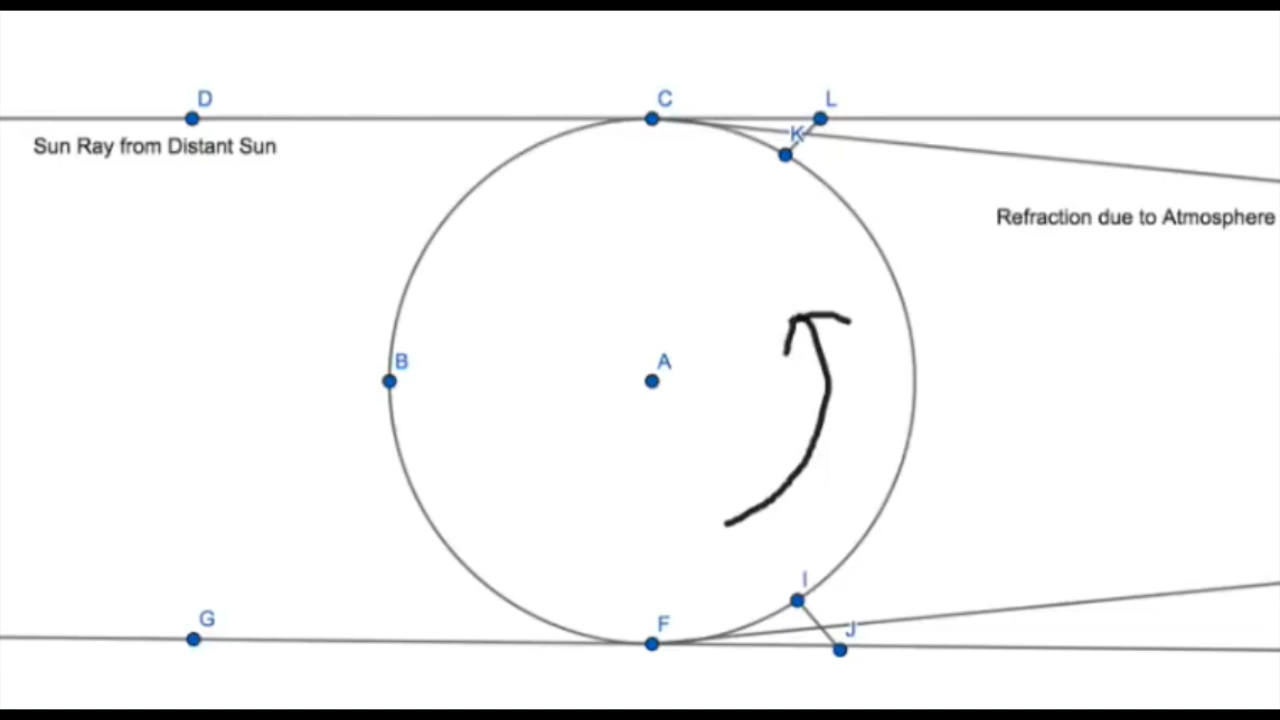 D
C
L
K
Sun Ray from Distant Sun
Refraction due to Atmosphere
B
A
I
G
F
J